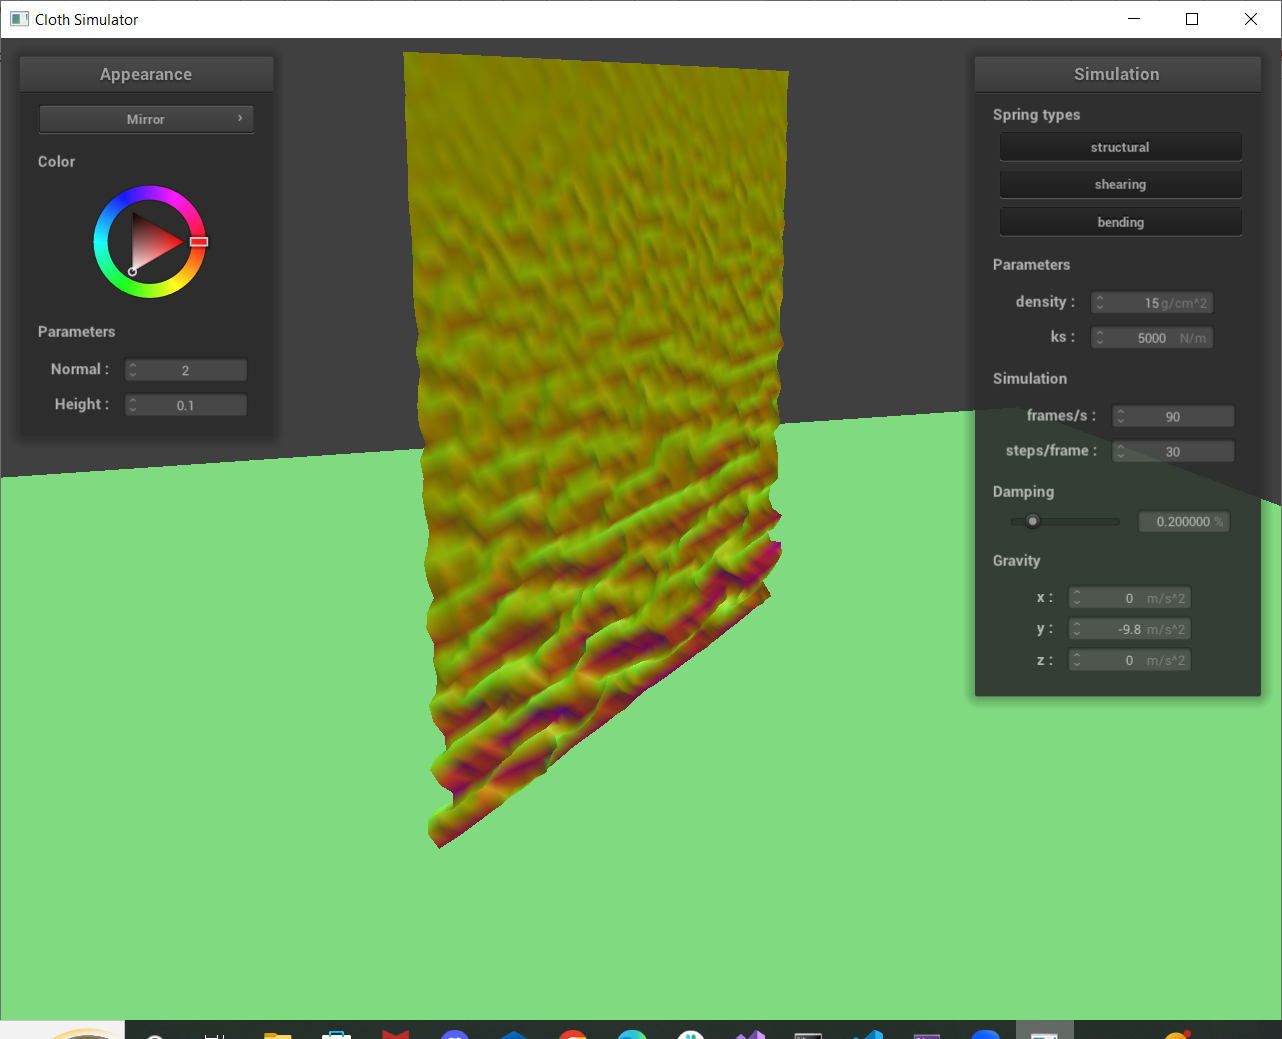 Cloth Simulator
Appearance
Mirror
Color
Parameters
Normal : 2
Height : 0.1
Simulation
Spring types
structural
shearing
bending
Parameters
density : 15 g/cm^2
ks : 5000 N/m
Simulation
frames/s : 90
steps/frame : 30
Damping
0.200000 %
Gravity
x : 0 m/s^2
y : -9.8 m/s^2
z : 0 m/s^2